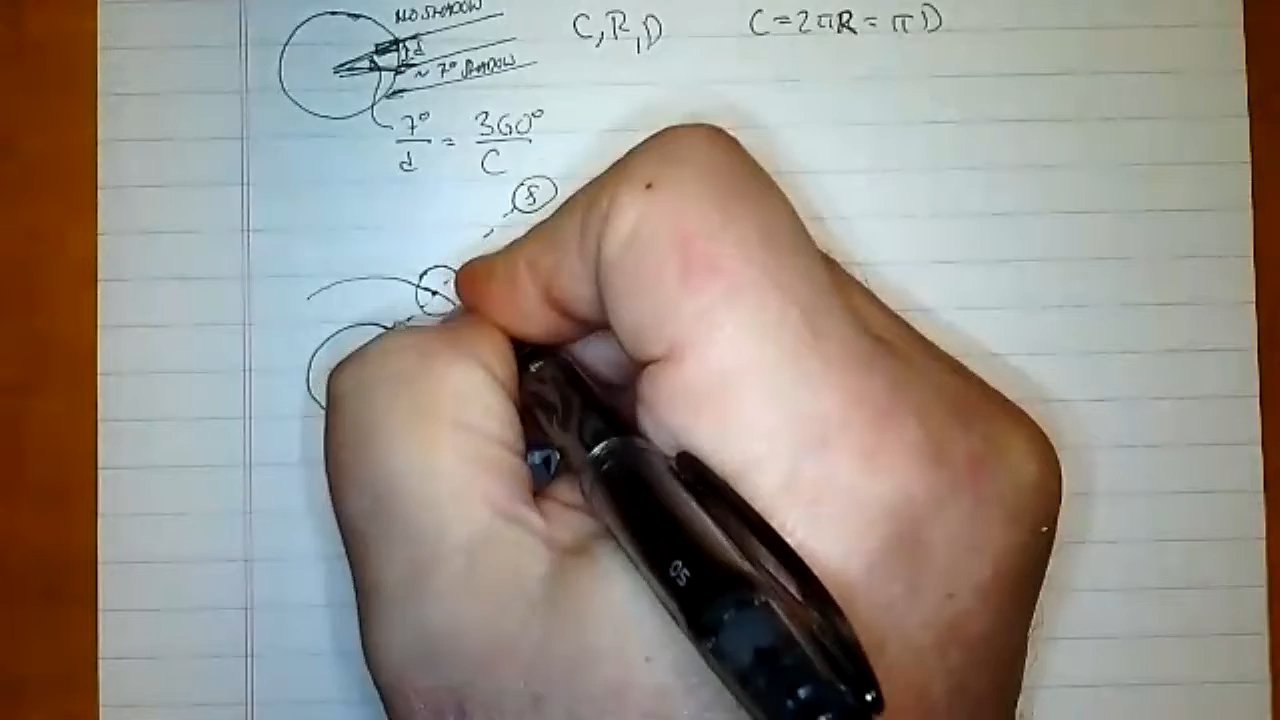 NO SHADOW
C, R, D
C = 2πR = πD
d
~ 7° SHADOW
7° / d = 360° / C
05